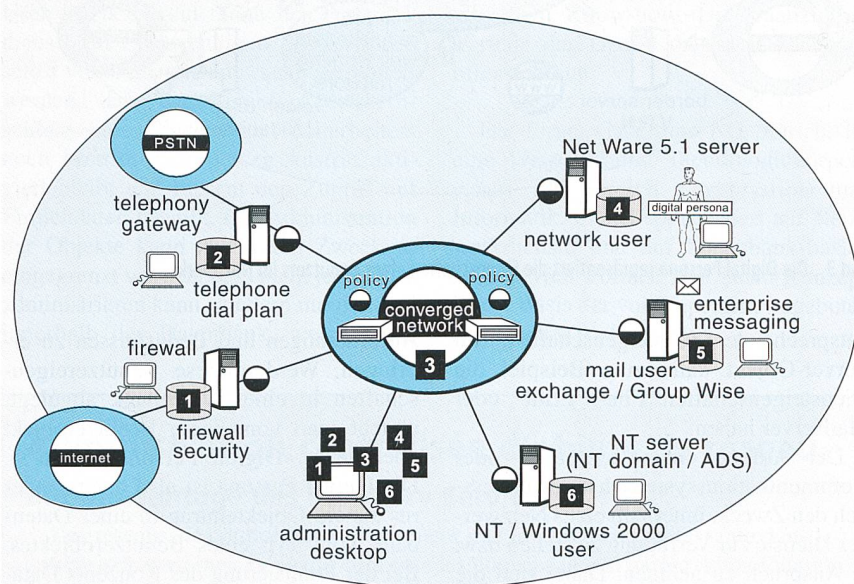 PSTN
telephony
gateway
2
telephone
dial plan
firewall
1
firewall
security
internet
policy
policy
converged
network
3
Net Ware 5.1 server
4
digital persona
network user
enterprise
messaging
5
mail user
exchange / Group Wise
NT server
(NT domain / ADS)
6
NT / Windows 2000
user
1
2
3
4
5
6
administration
desktop